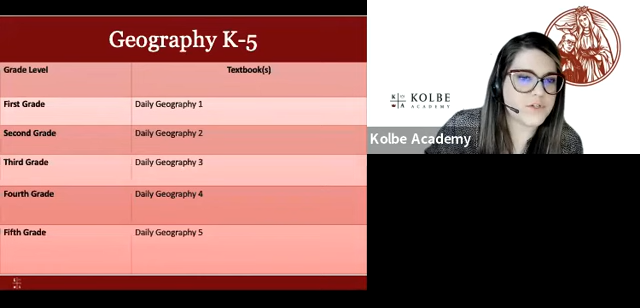 Geography K-5
Grade Level Textbook(s)
First Grade Daily Geography 1
Second Grade Daily Geography 2
Third Grade Daily Geography 3
Fourth Grade Daily Geography 4
Fifth Grade Daily Geography 5
K
A
KOLBE
ACADEMY
Kolbe Academy